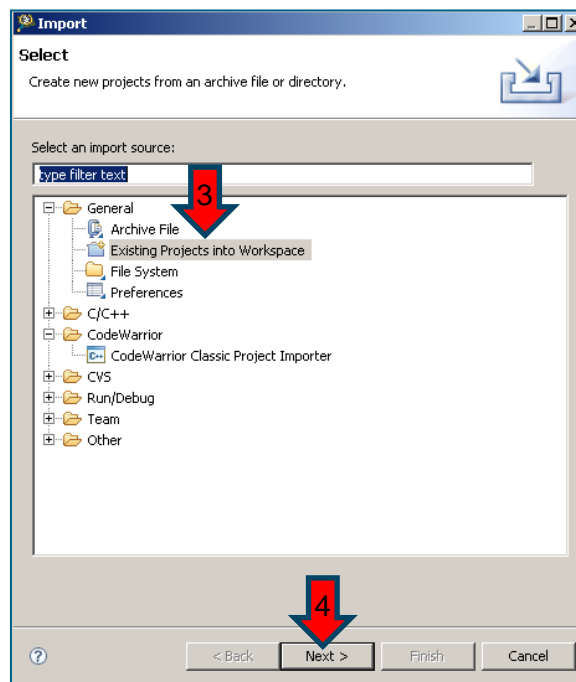 Import
Select
Create new projects from an archive file or directory.
Select an import source:
type filter text
3
General
Archive File
Existing Projects into Workspace
File System
Preferences
C/C++
CodeWarrior
C++ CodeWarrior Classic Project Importer
CVS
Run/Debug
Team
Other
4
? < Back Next > Finish Cancel